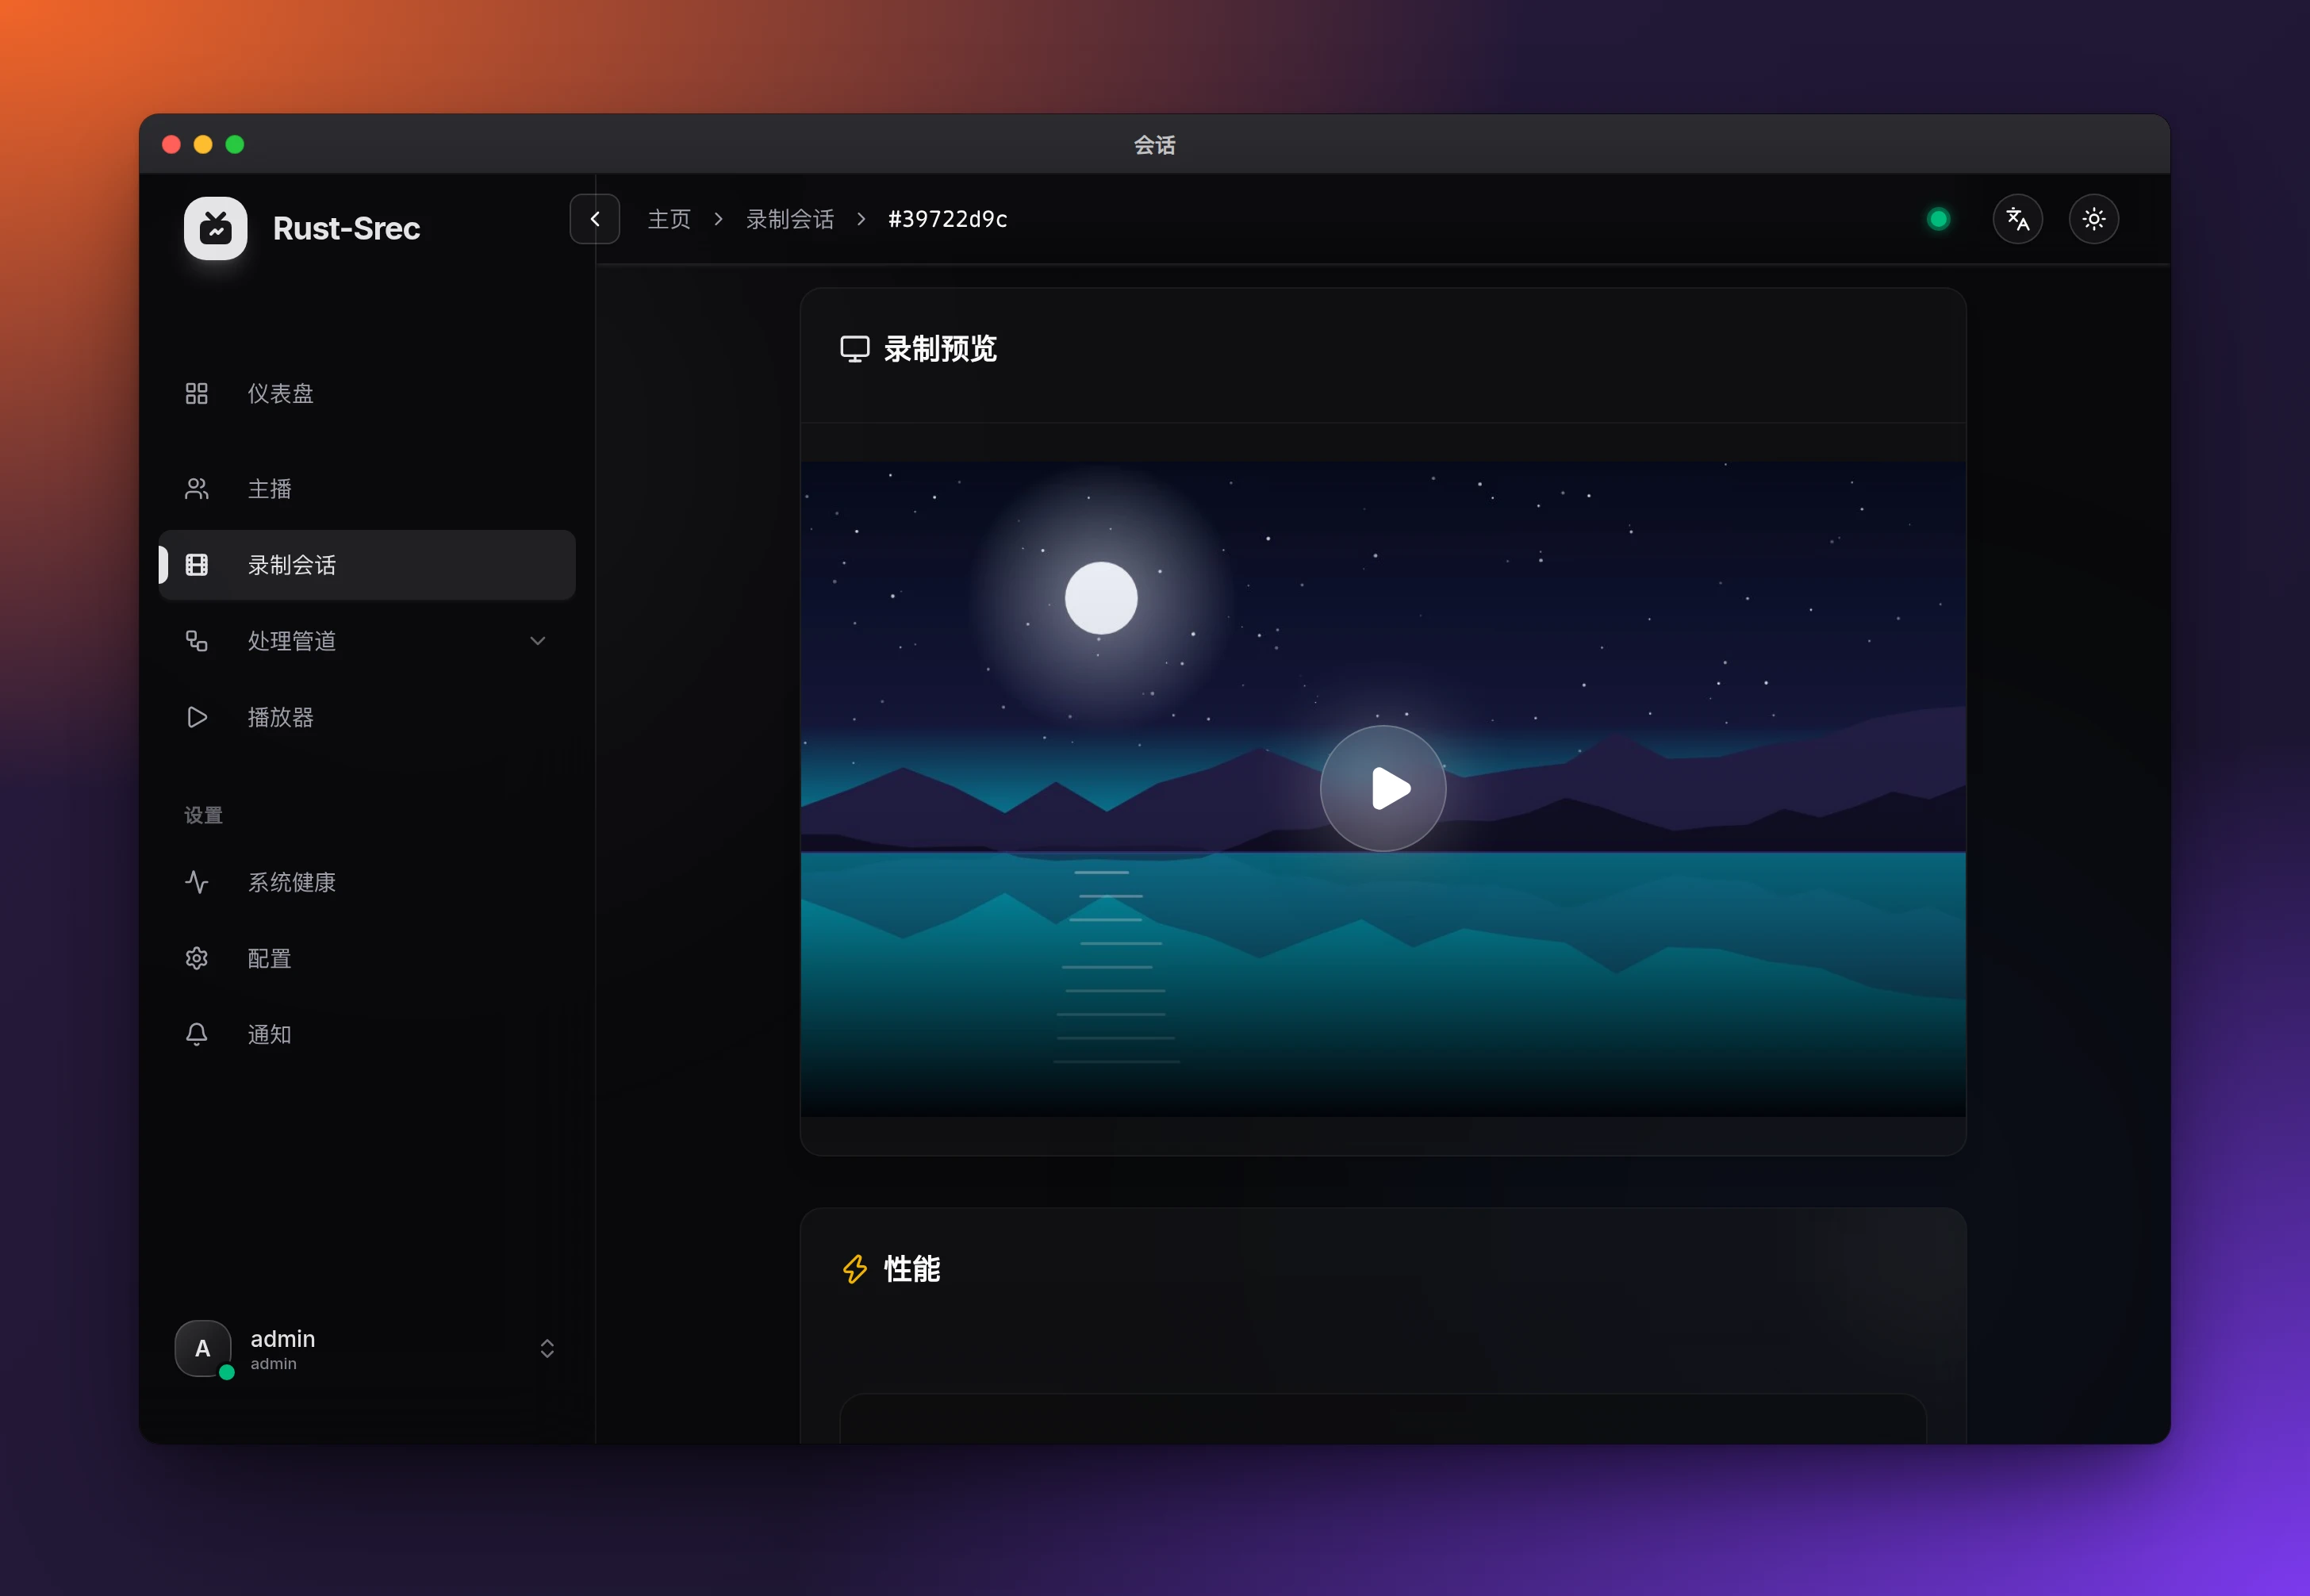 会话
Rust-Srec
主页 > 录制会话 > #39722d9c
仪表盘
主播
录制会话
处理管道
播放器
设置
系统健康
配置
通知
A
admin
admin
录制预览
性能